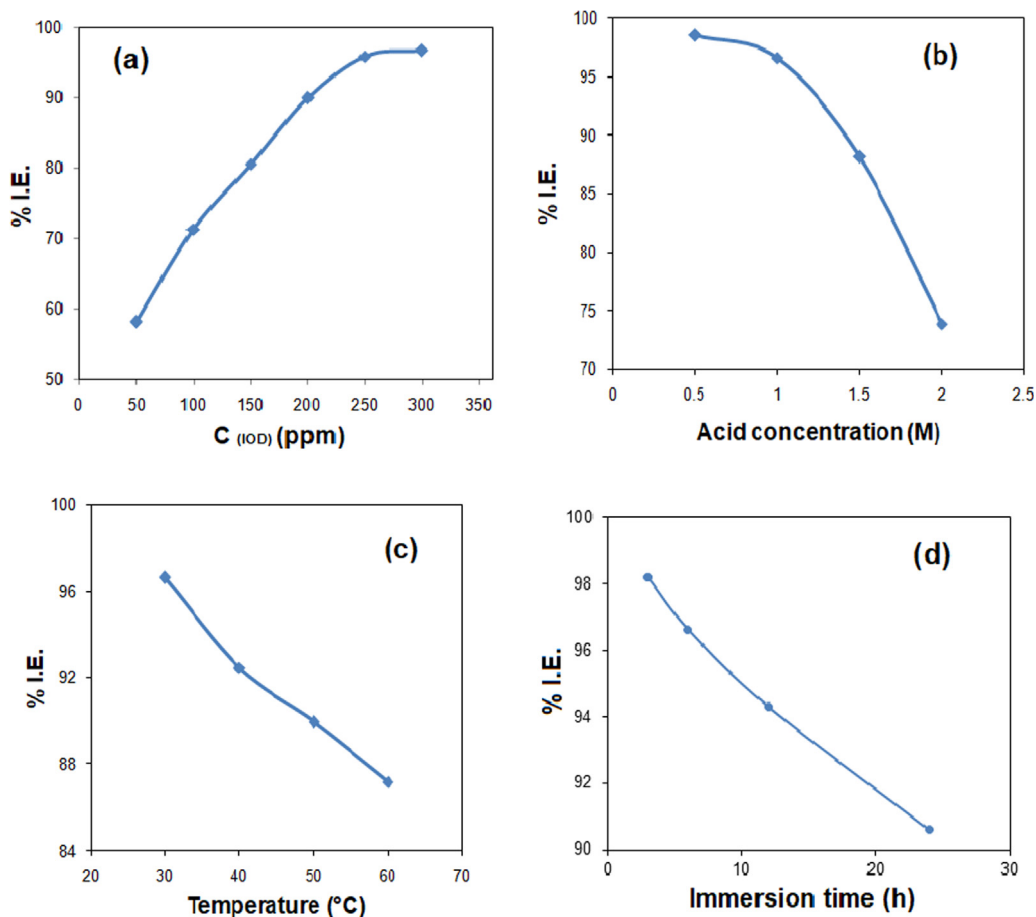 (a)
100
90
80
70
60
50
% I.E.
0 50 100 150 200 250 300 350
C (IOD) (ppm)
(b)
100
95
90
85
80
75
70
% I.E.
0 0.5 1 1.5 2 2.5
Acid concentration (M)
(c)
100
96
92
88
84
% I.E.
20 30 40 50 60 70
Temperature (°C)
(d)
100
98
96
94
92
90
% I.E.
0 10 20 30
Immersion time (h)